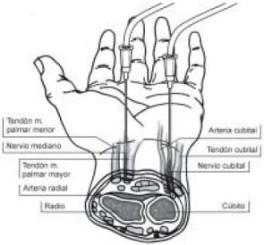 Tendón m.
palmar menor
Nervio mediano
Tendón m.
palmar mayor
Arteria radial
Radio
Arteria cubital
Tendón cubital
Nervio cubital
Cúbito